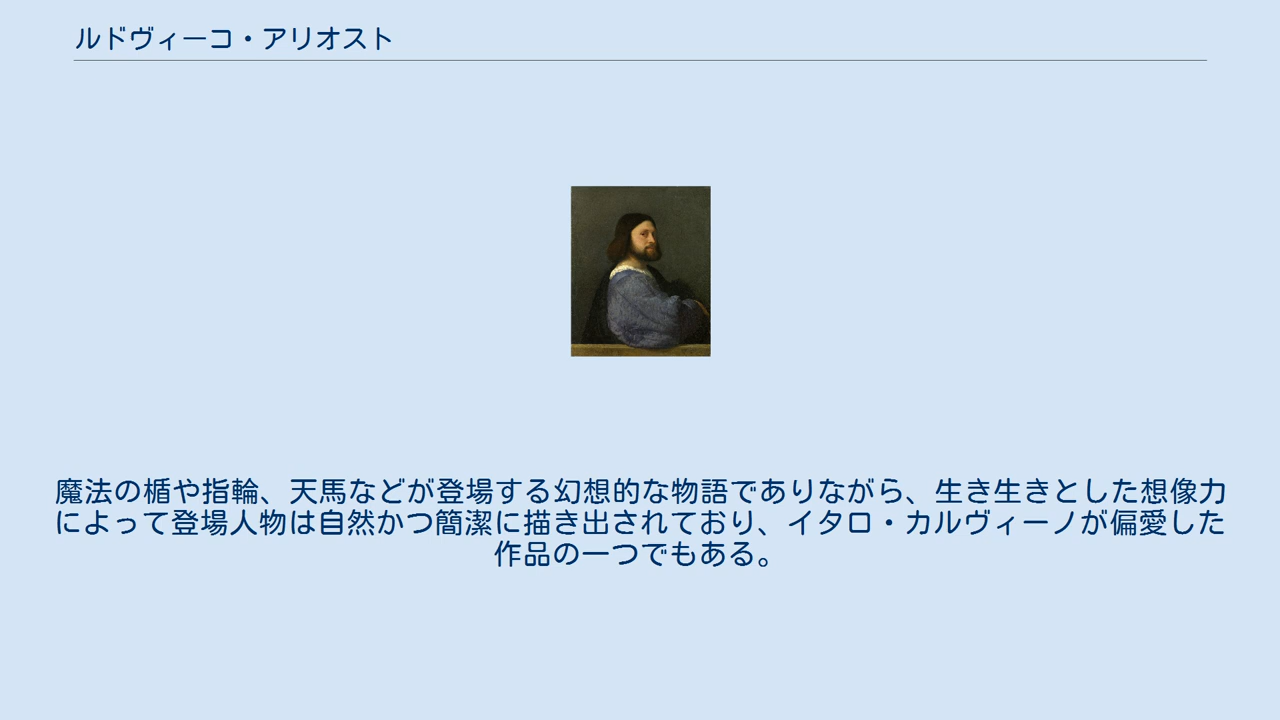 ルドヴィーコ・アリオスト
魔法の楯や指輪、天馬などが登場する幻想的な物語でありながら、生き生きとした想像力
によって登場人物は自然かつ簡潔に描き出されており、イタロ・カルヴィーノが偏愛した
作品の一つでもある。